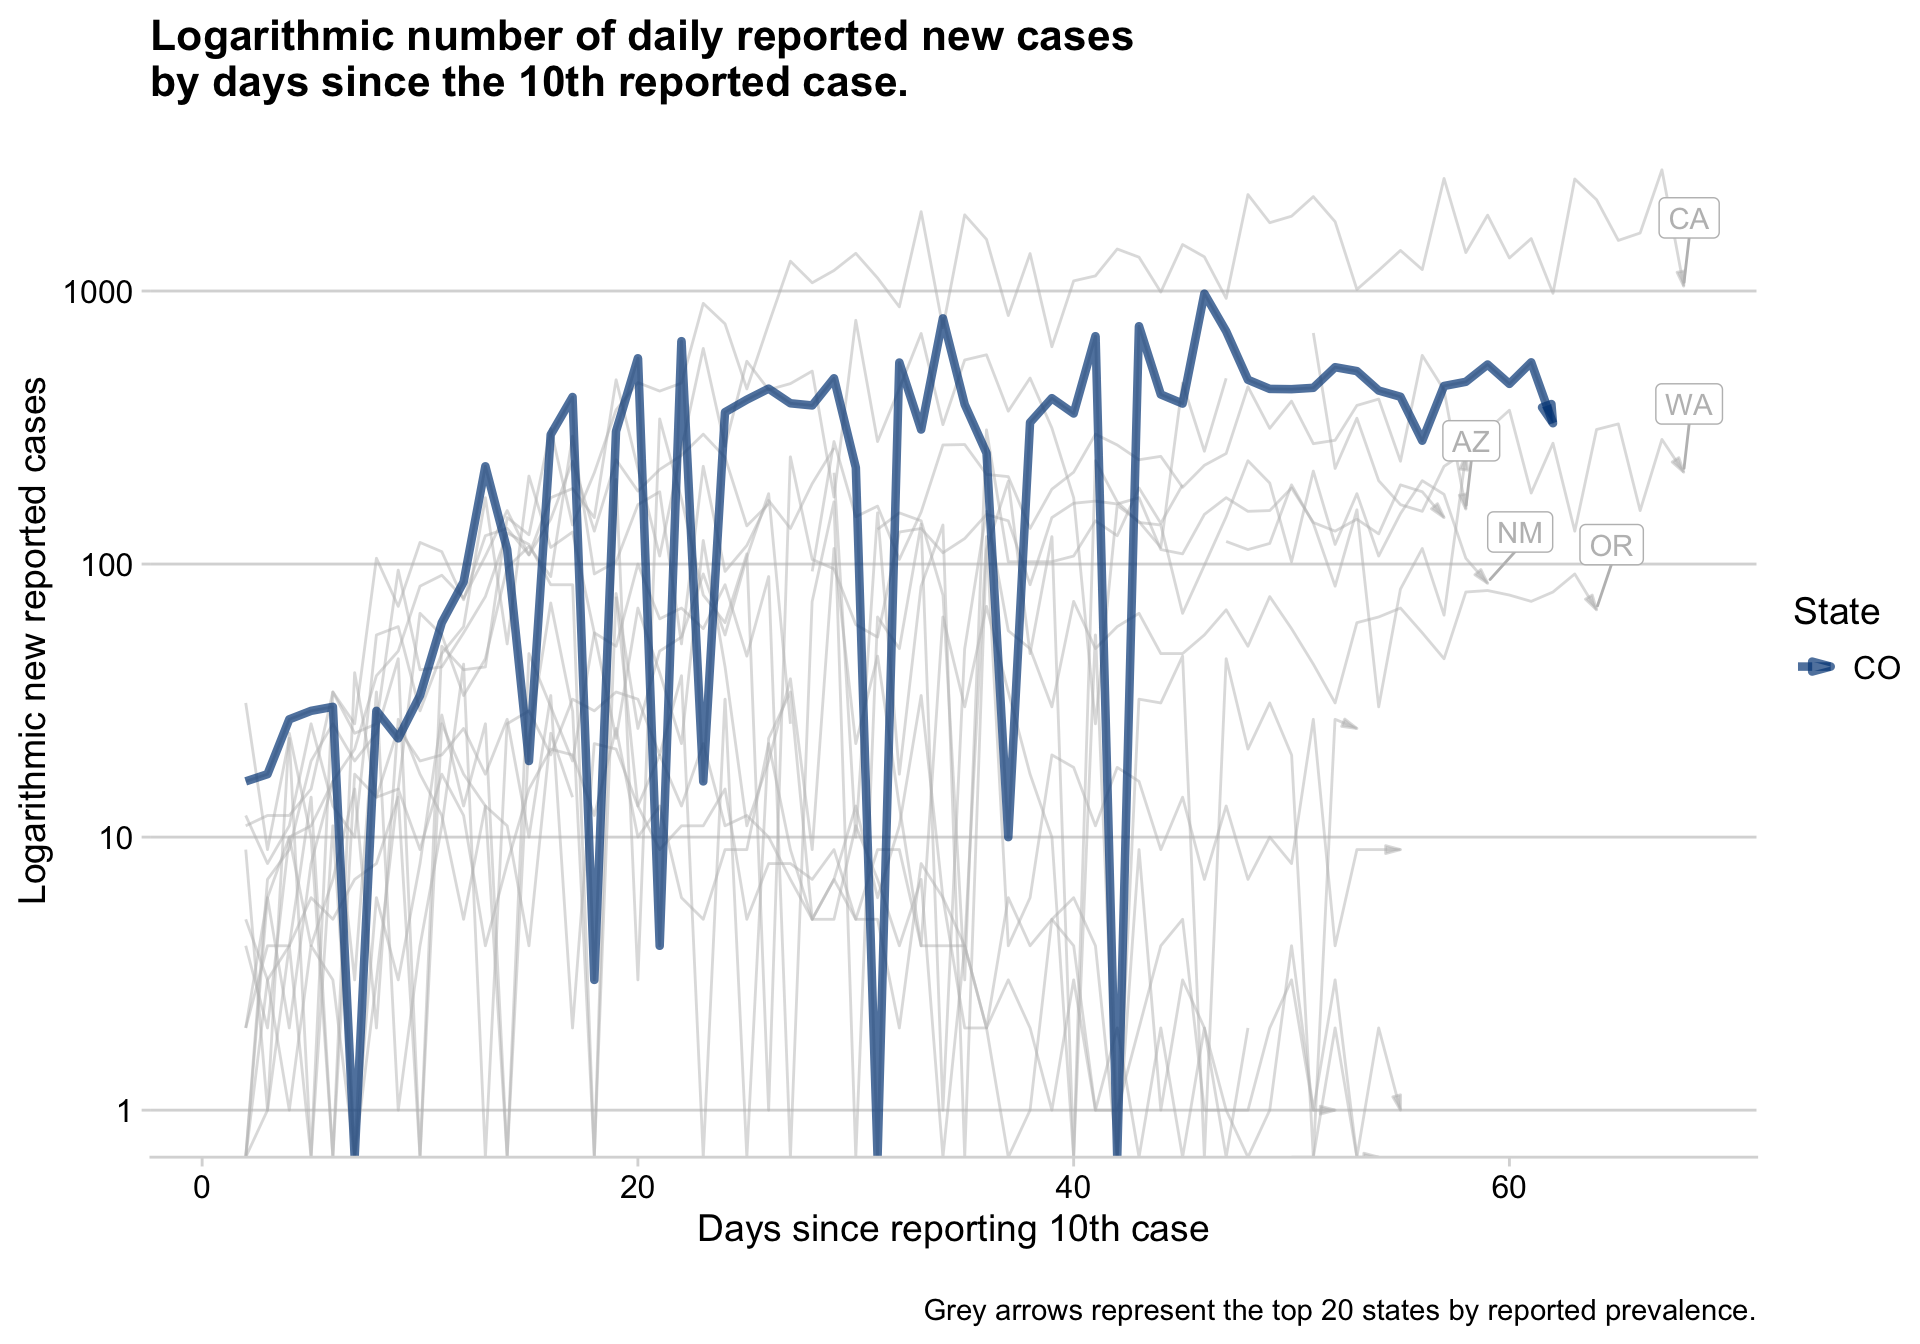 Logarithmic number of daily reported new cases
by days since the 10th reported case.
Logarithmic new reported cases
1000
100
10
1
CA
WA
AZ
NM
OR
State
CO
0
20
40
60
Days since reporting 10th case
Grey arrows represent the top 20 states by reported prevalence.